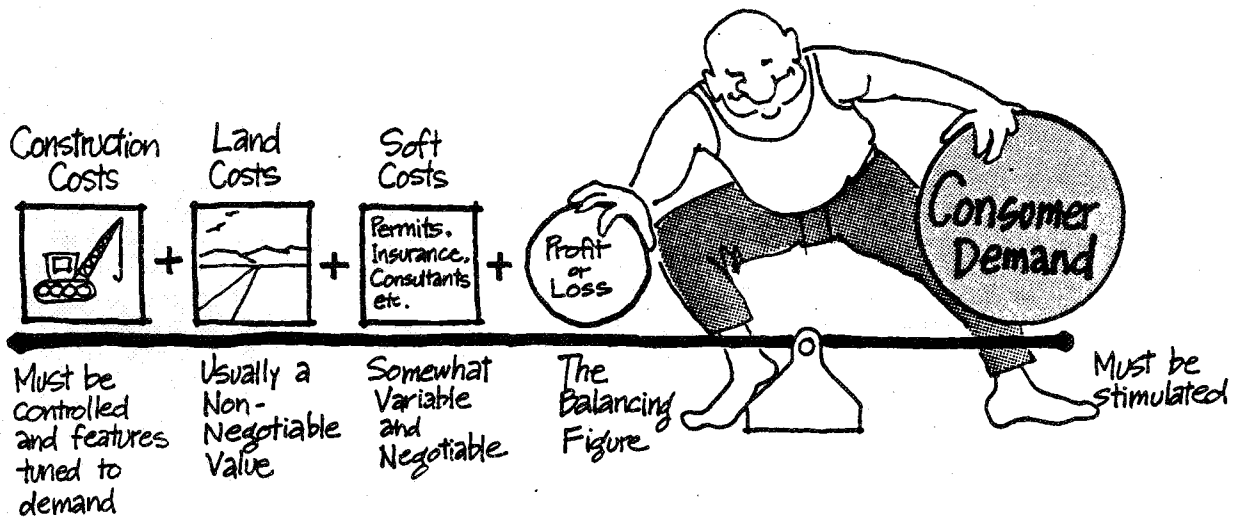 Construction
Costs
Land
Costs
Soft
Costs
Permits.
Insurance.
Consultants
etc.
+
+
+
Profit
or
Loss
Consomer
Demand
Must be
controlled
and features
tuned to
demand
Usually a
Non-
Negotiable
Value
Somewhat
Variable
and
Negotiable
The
Balancing
Figure
Must be
stimulated